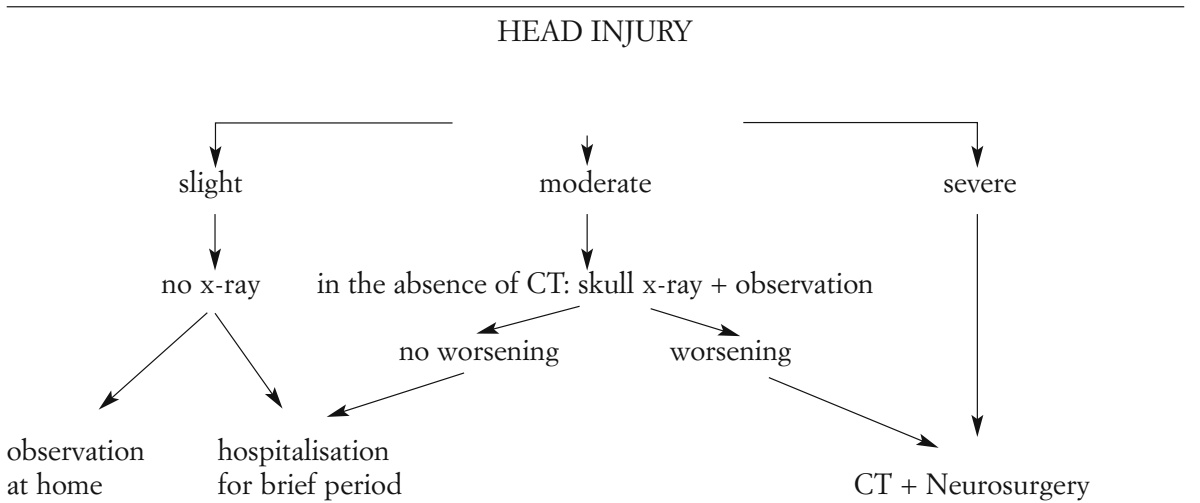 HEAD INJURY
slight
moderate
severe
no x-ray
in the absence of CT: skull x-ray + observation
no worsening
worsening
observation
at home
hospitalisation
for brief period
CT + Neurosurgery